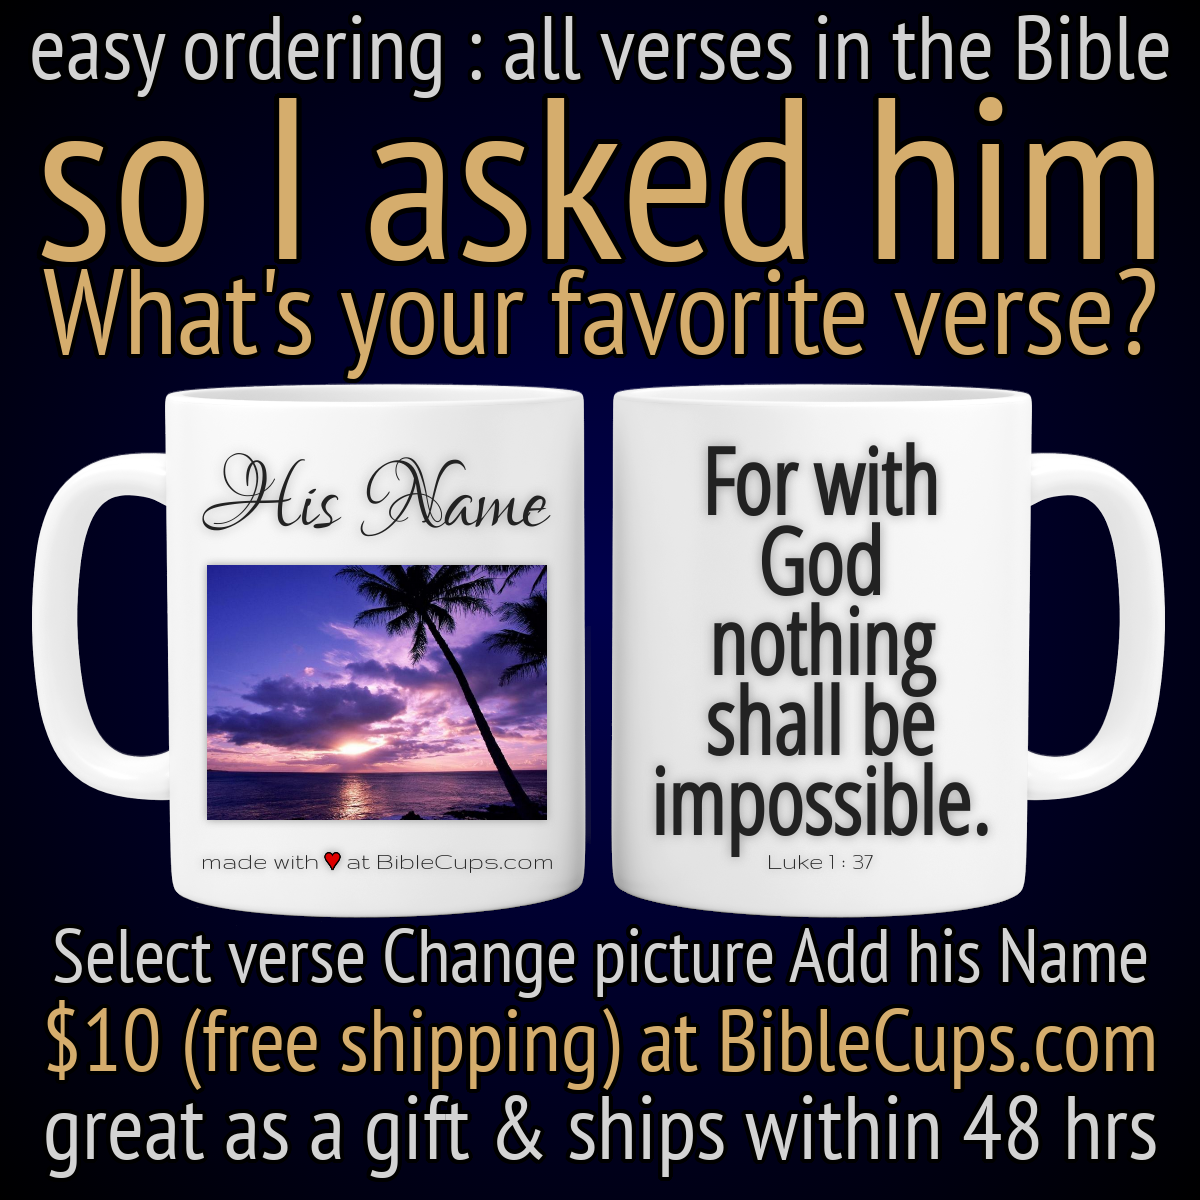 easy ordering : all verses in the Bible
so I asked him
What's your favorite verse?
His Name
made with ♥ at BibleCups.com
For with
God
nothing
shall be
impossible.
Luke 1 : 37
Select verse Change picture Add his Name
$10 (free shipping) at BibleCups.com
great as a gift & ships within 48 hrs